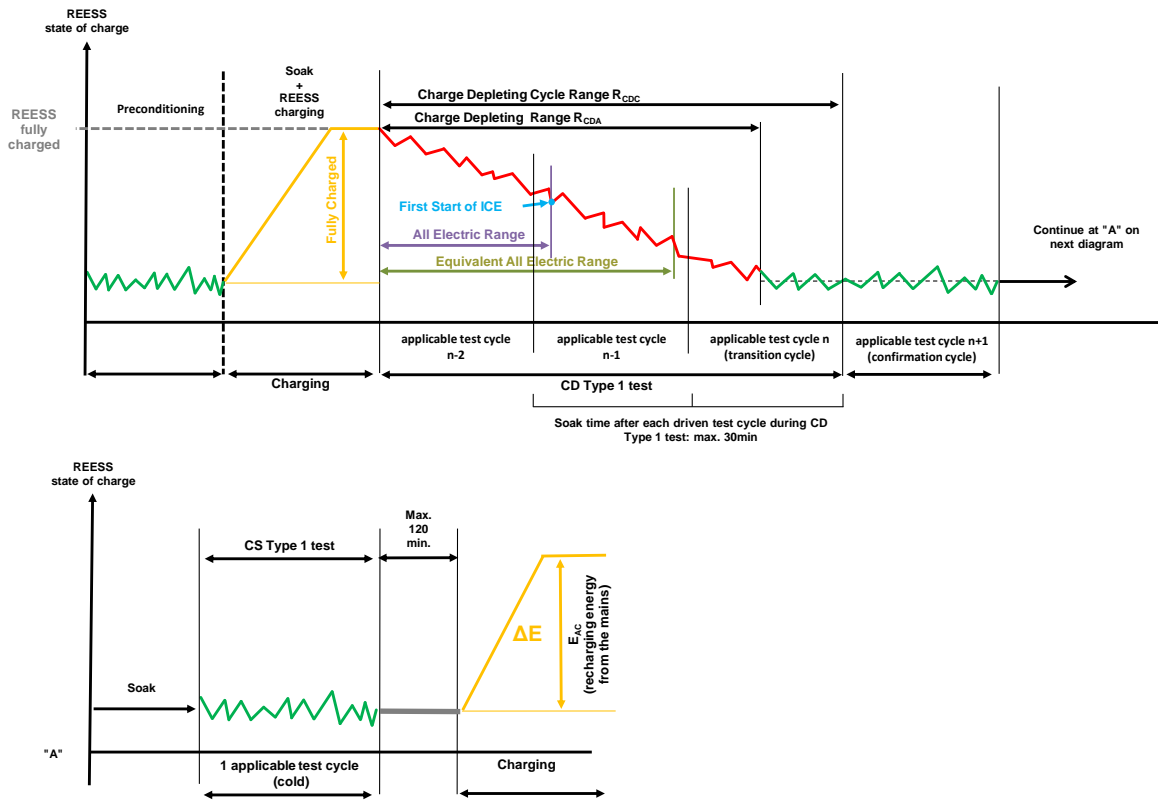 REESS
state of charge
Soak
+
REESS
charging
Preconditioning
REESS
fully
charged
Charge Depleting Cycle Range RCDC
Charge Depleting Range RCDA
Fully Charged
First Start of ICE
All Electric Range
Equivalent All Electric Range
Continue at "A" on
next diagram
applicable test cycle
n-2
applicable test cycle
n-1
applicable test cycle n
(transition cycle)
applicable test cycle n+1
(confirmation cycle)
Charging
CD Type 1 test
Soak time after each driven test cycle during CD
Type 1 test: max. 30min
REESS
state of charge
Max.
120
min.
CS Type 1 test
ΔE
EAC
(recharging energy
from the mains)
Soak
"A"
1 applicable test cycle
(cold)
Charging